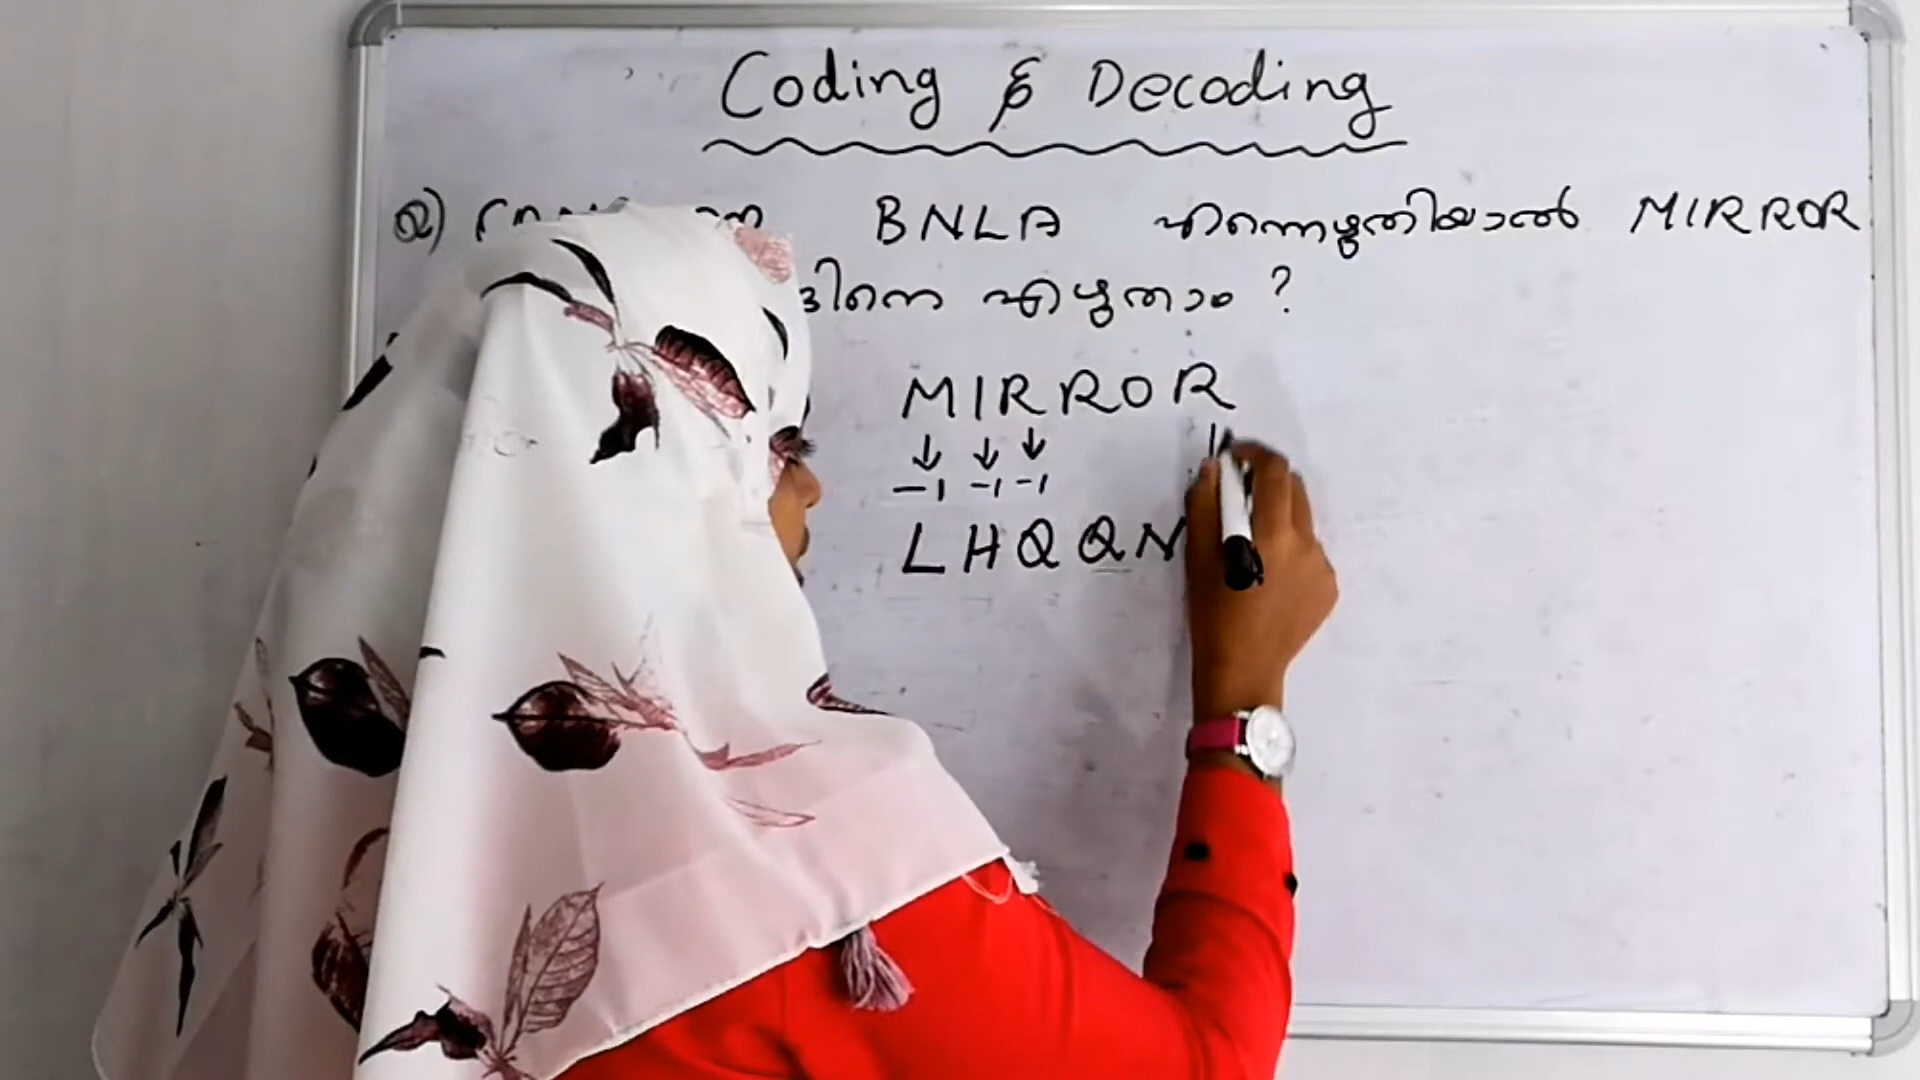 Coding & Decoding
Q) BNLA എന്നെഴുതിയാൽ MIRROR
എഴുതാം ?
MIRROR
↓ ↓ ↓
-1 -1 -1
LHQQN